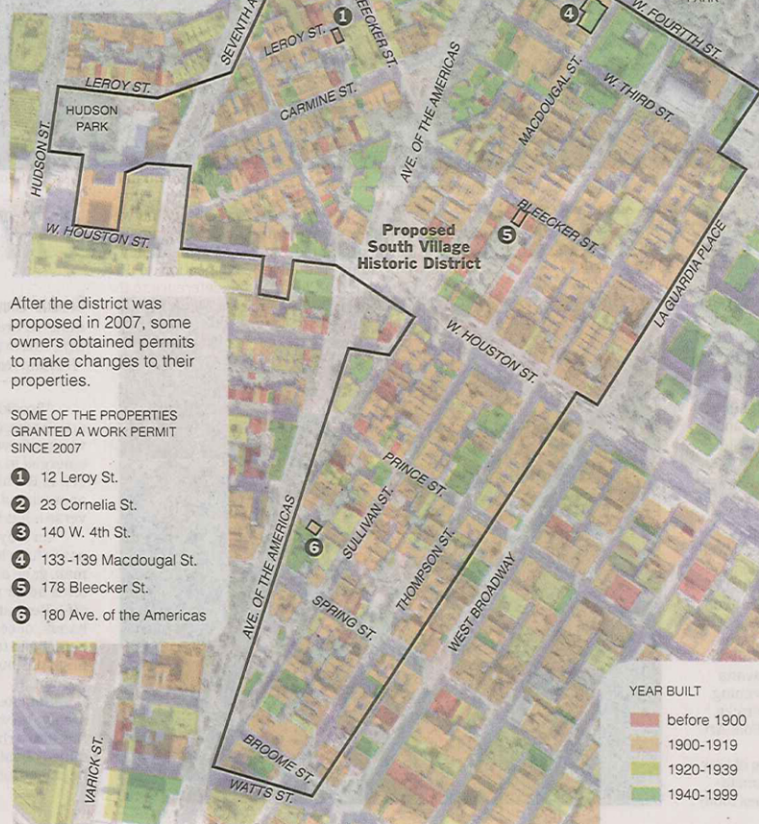 PARK
W. FOURTH ST.
4
1
SEVENTH A
LEROY ST.
EECKER ST.
LEROY ST.
CARMINE ST.
AVE. OF THE AMERICAS
MACDOUGAL ST.
W. THIRD ST.
HUDSON
PARK
HUDSON ST.
W. HOUSTON ST.
BLEECKER ST.
5
Proposed
South Village
Historic District
LA GUARDIA PLACE
W. HOUSTON ST.
After the district was
proposed in 2007, some
owners obtained permits
to make changes to their
properties.
SOME OF THE PROPERTIES
GRANTED A WORK PERMIT
SINCE 2007
1 12 Leroy St.
2 23 Cornelia St.
3 140 W. 4th St.
4 133-139 Macdougal St.
5 178 Bleecker St.
6 180 Ave. of the Americas
PRINCE ST.
SULLIVAN ST.
6
AVE. OF THE AMERICAS
THOMPSON ST.
WEST BROADWAY
SPRING ST.
BROOME ST.
WATTS ST.
VARICK ST.
YEAR BUILT
before 1900
1900-1919
1920-1939
1940-1999